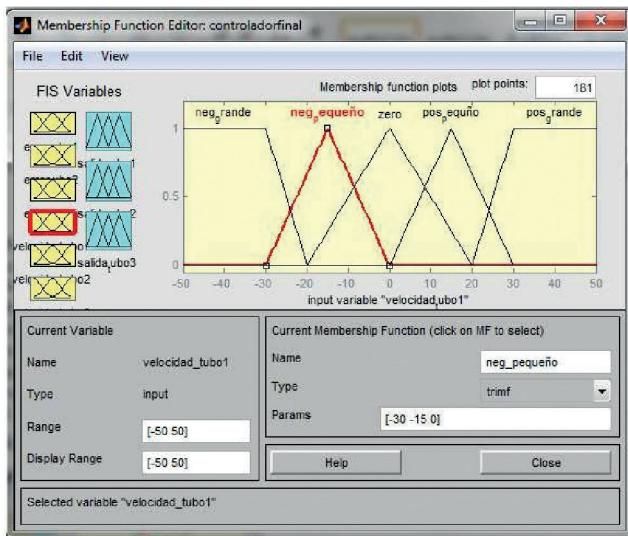 Membership Function Editor: controladorfinal
File Edit View
FIS Variables
Membership function plots plot points: 181
neg_grande neg_pequeño zero pos_equño pos_grande
1
0.5
0
salida_ubo3
-50 -40 -30 -20 -10 0 10 20 30 40 50
input variable "velocidad_ubo1"
Current Variable
Name velocidad_tubo1
Type input
Range [-50 50]
Display Range [-50 50]
Current Membership Function (click on MF to select)
Name neg_pequeño
Type trimf
Params [-30 -15 0]
Help Close
Selected variable "velocidad_tubo1"